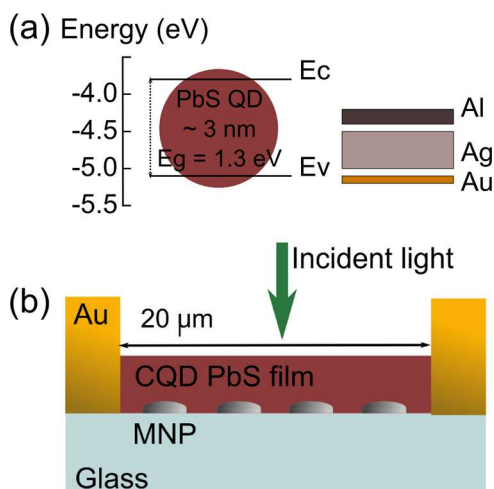 (a) Energy (eV)
-4.0
-4.5
-5.0
-5.5
PbS QD
~ 3 nm
Eg = 1.3 eV
Ec
Ev
Al
Ag
Au
Incident light
(b)
Au
20 µm
CQD PbS film
MNP
Glass